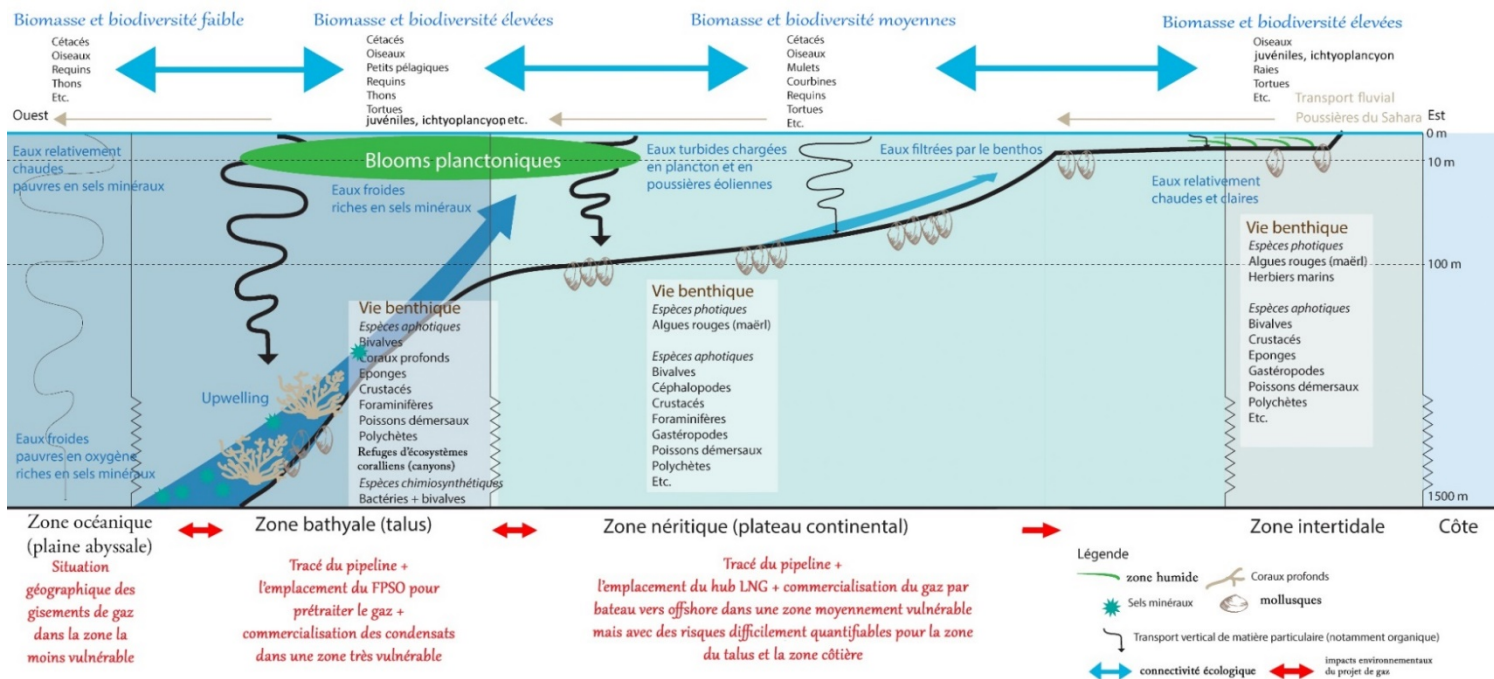 Biomasse et biodiversité faible
Cétacés
Oiseaux
Requins
Thons
Etc.
Biomasse et biodiversité élevées
Cétacés
Oiseaux
Petits pélagiques
Requins
Thons
Tortues
juvéniles, ichtyoplancyon etc.
Biomasse et biodiversité moyennes
Cétacés
Oiseaux
Mulets
Courbines
Requins
Tortues
Etc.
Biomasse et biodiversité élevées
Oiseaux
juvéniles, ichtyoplancyon
Raies
Tortues
Etc.
Transport fluvial
Poussières du Sahara
Ouest
Est
0 m
10 m
100 m
1500 m
Eaux relativement
chaudes
pauvres en sels minéraux
Blooms planctoniques
Eaux froides
riches en sels minéraux
Eaux turbides chargées
en plancton et en
poussières éoliennes
Eaux filtrées par le benthos
Eaux relativement
chaudes et claires
Upwelling
Eaux froides
pauvres en oxygène
riches en sels minéraux
Vie benthique
Espèces aphotiques
Bivalves
Coraux profonds
Eponges
Crustacés
Foraminifères
Poissons démersaux
Polychètes
Refuges d'écosystèmes
coralliens (canyons)
Espèces chimiosynthétiques
Bactéries + bivalves
Vie benthique
Espèces photiques
Algues rouges (maërl)
Espèces aphotiques
Bivalves
Céphalopodes
Crustacés
Foraminifères
Gastéropodes
Poissons démersaux
Polychètes
Etc.
Vie benthique
Espèces photiques
Algues rouges (maërl)
Herbiers marins
Espèces aphotiques
Bivalves
Crustacés
Eponges
Gastéropodes
Poissons démersaux
Polychètes
Etc.
Zone océanique
(plaine abyssale)
Zone bathyale (talus)
Zone néritique (plateau continental)
Zone intertidale
Côte
Situation
géographique des
gisements de gaz
dans la zone la
moins vulnérable
Tracé du pipeline +
l'emplacement du FPSO pour
prétraiter le gaz +
commercialisation des condensats
dans une zone très vulnérable
Tracé du pipeline +
l'emplacement du hub LNG + commercialisation du gaz par
bateau vers offshore dans une zone moyennement vulnérable
mais avec des risques difficilement quantifiables pour la zone
du talus et la zone côtière
Légende
zone humide
Coraux profonds
Sels minéraux
mollusques
Transport vertical de matière particulaire (notamment organique)
connectivité écologique
impacts environnementaux
du projet de gaz